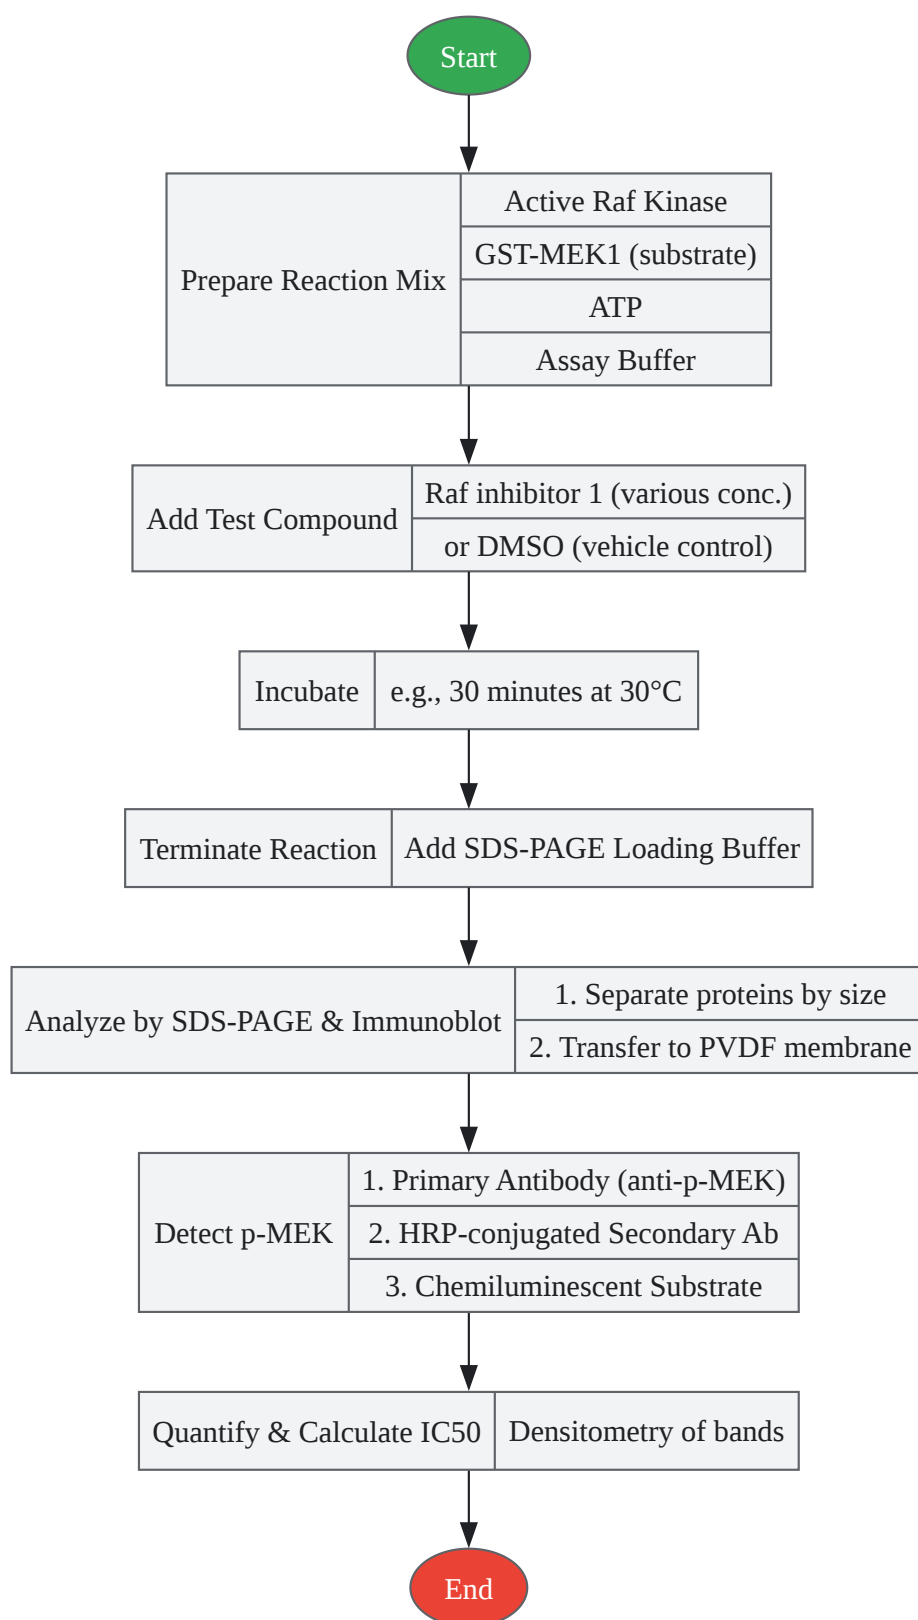 Start
Prepare Reaction Mix
Active Raf Kinase
GST-MEK1 (substrate)
ATP
Assay Buffer
Add Test Compound
Raf inhibitor 1 (various conc.)
or DMSO (vehicle control)
Incubate
e.g., 30 minutes at 30°C
Terminate Reaction
Add SDS-PAGE Loading Buffer
Analyze by SDS-PAGE & Immunoblot
1. Separate proteins by size
2. Transfer to PVDF membrane
Detect p-MEK
1. Primary Antibody (anti-p-MEK)
2. HRP-conjugated Secondary Ab
3. Chemiluminescent Substrate
Quantify & Calculate IC50
Densitometry of bands
End